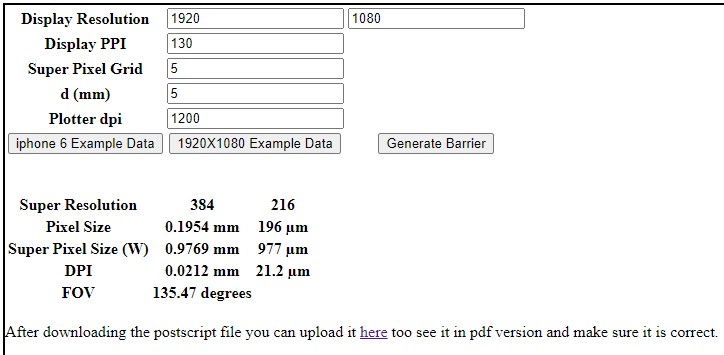 Display Resolution 1920 1080
Display PPI 130
Super Pixel Grid 5
d (mm) 5
Plotter dpi 1200
iphone 6 Example Data 1920X1080 Example Data Generate Barrier
Super Resolution 384 216
Pixel Size 0.1954 mm 196 µm
Super Pixel Size (W) 0.9769 mm 977 µm
DPI 0.0212 mm 21.2 µm
FOV 135.47 degrees
After downloading the postscript file you can upload it here too see it in pdf version and make sure it is correct.